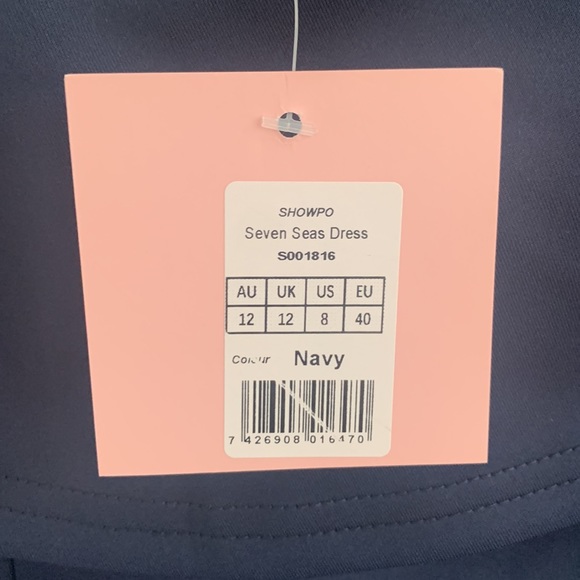 SHOWPO
Seven Seas Dress
S001816
AU UK US EU
12 12 8 40
Colour Navy
7 426908 016470